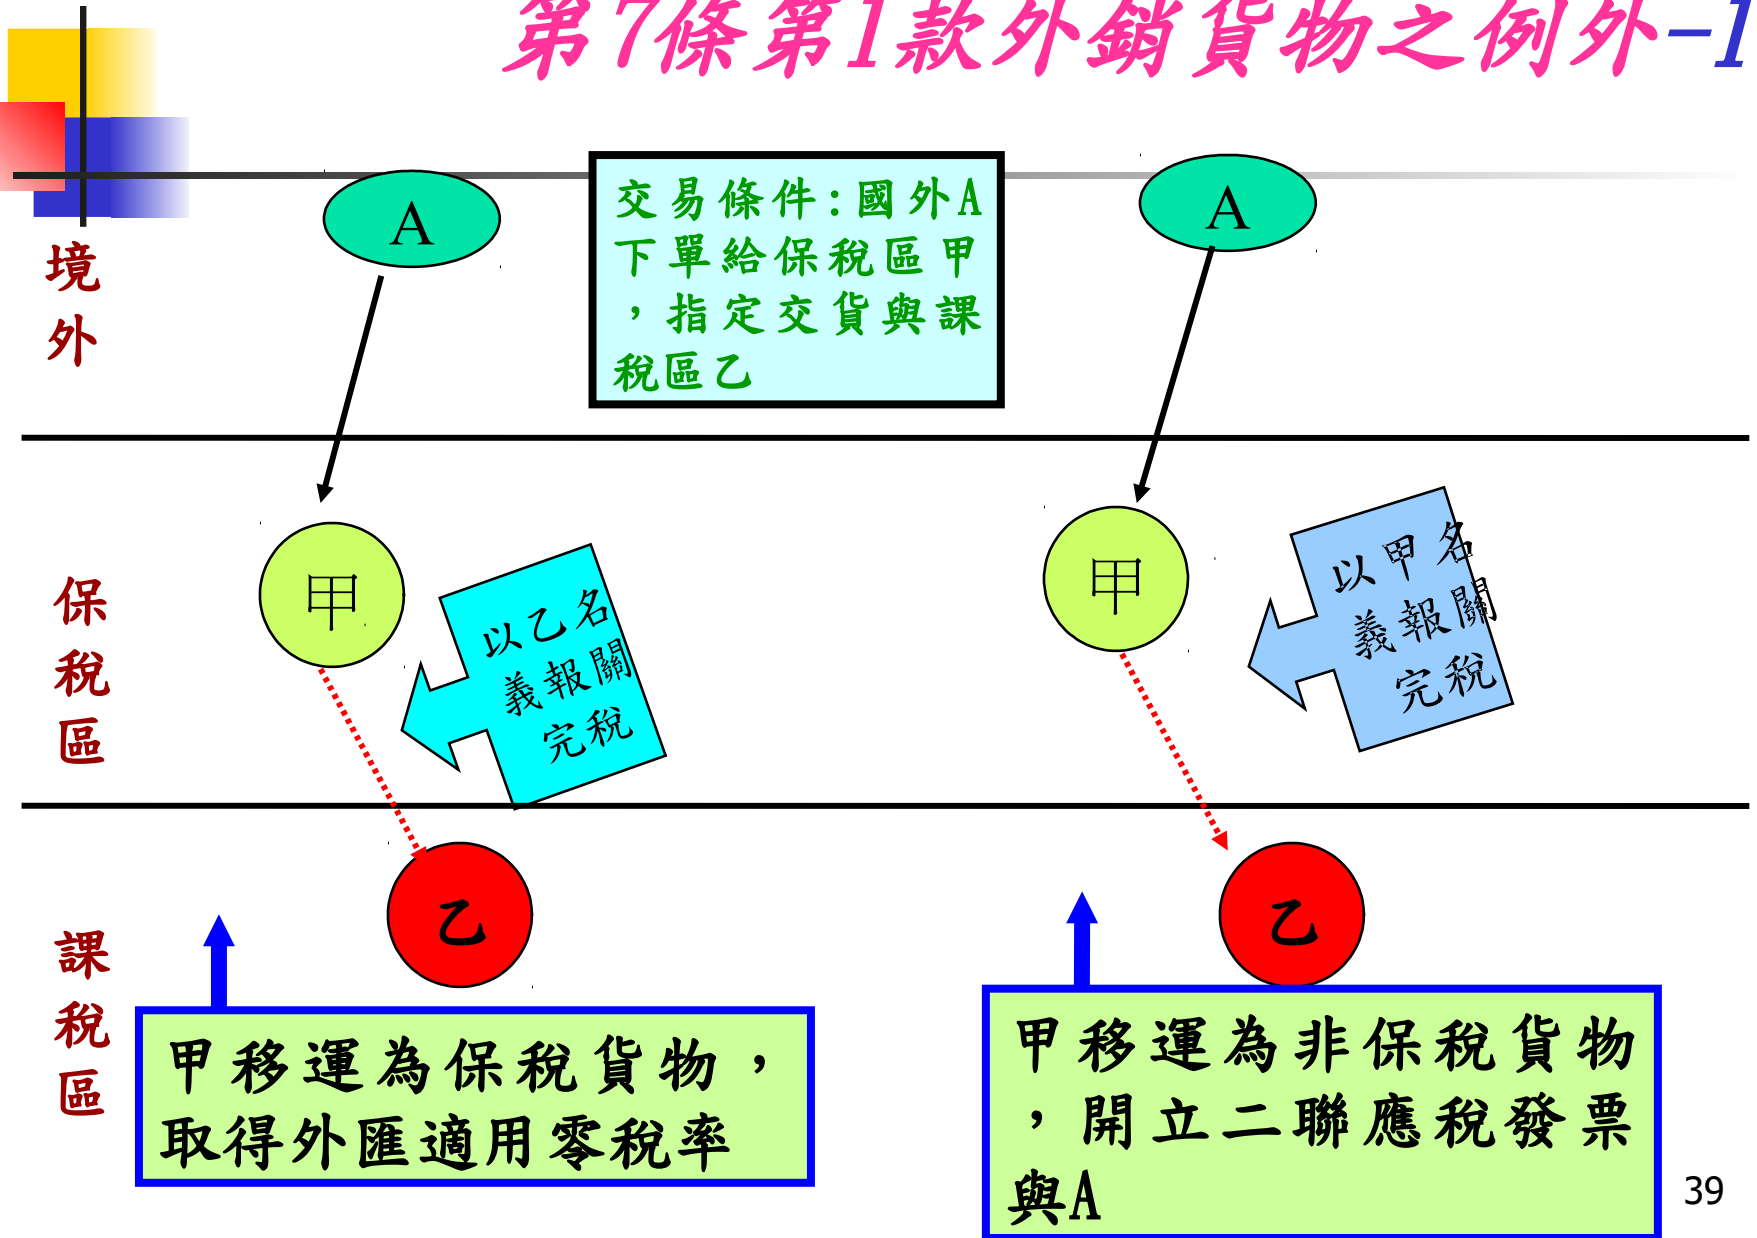 第7條第1款外銷貨物之例外-1
境
外
A
交易條件:國外A
下單給保稅區甲
,指定交貨與課
稅區乙
A
保
稅
區
甲
以乙名
義報關
完稅
甲
以甲名
義報關
完稅
課
稅
區
乙
甲移運為保稅貨物,
取得外匯適用零稅率
乙
甲移運為非保稅貨物
,開立二聯應稅發票
與A
39